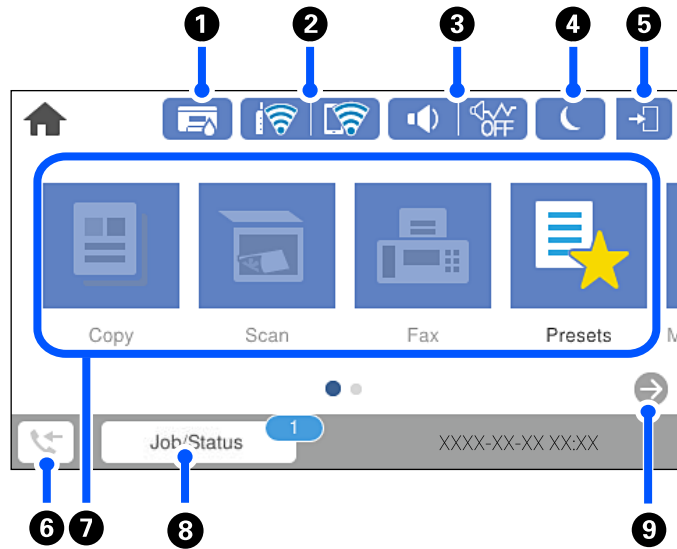 1 2 3 4 5
OFF
Copy Scan Fax Presets M
1
Job/Status XXXX-XX-XX XX:XX
6 7 8 9